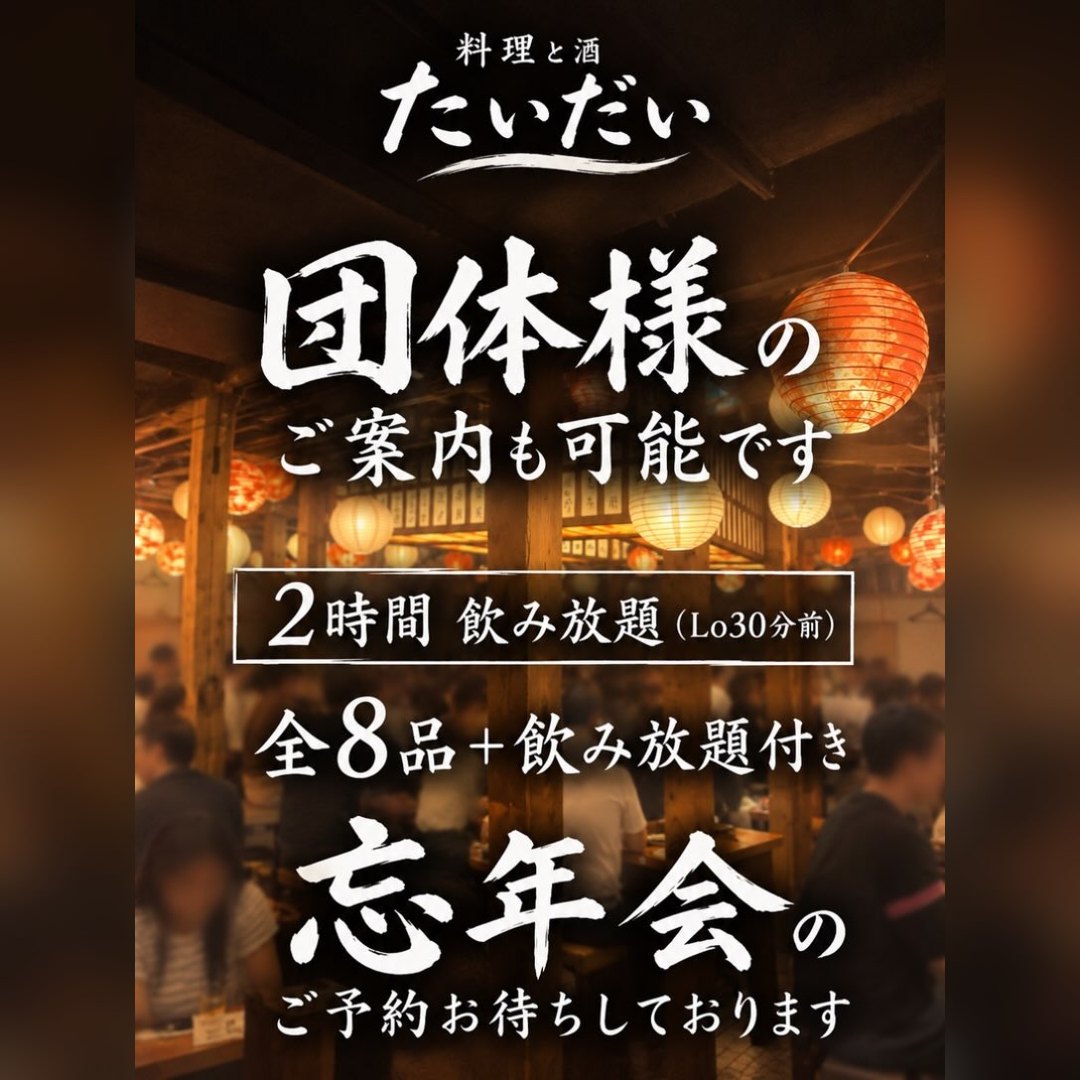 料理と酒
たいだい
団体様の
ご案内も可能です
2時間 飲み放題（Lo30分前）
全8品＋飲み放題付き
忘年会の
ご予約お待ちしております